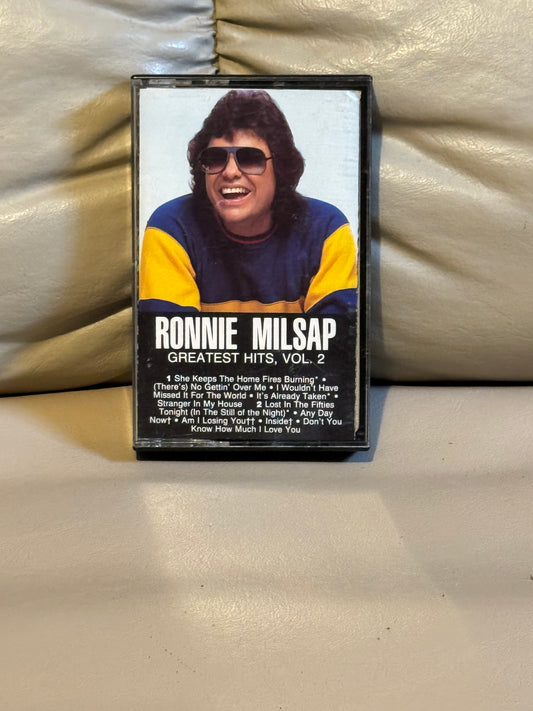 RONNIE MILSAP
GREATEST HITS, VOL. 2
1 She Keeps The Home Fires Burning* •
(There's) No Gettin' Over Me • I Wouldn't Have
Missed It For The World • It's Already Taken* •
Stranger In My House 2 Lost In The Fifties
Tonight (In The Still of the Night)* • Any Day
Now† • Am I Losing You†† • Inside† • Don't You
Know How Much I Love You